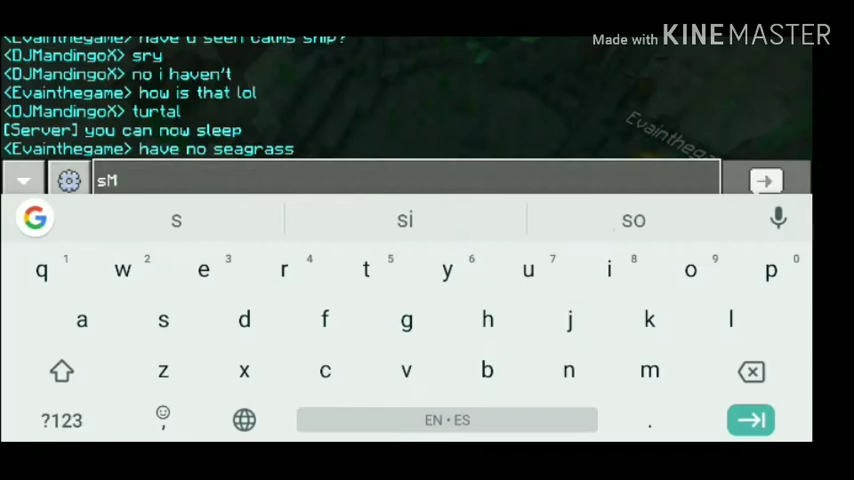 Made with KINEMASTER
<Evainthegame> have u seen calms ship?
<DJMandingoX> sry
<DJMandingoX> no i haven't
<Evainthegame> how is that lol
<DJMandingoX> turtal
[Server] you can now sleep
<Evainthegame> have no seagrass
Evainthega
sM
G s si so
q 1 w 2 e 3 r 4 t 5 y 6 u 7 i 8 o 9 p 0
a s d f g h j k l
z x c v b n m
?123 , EN • ES .